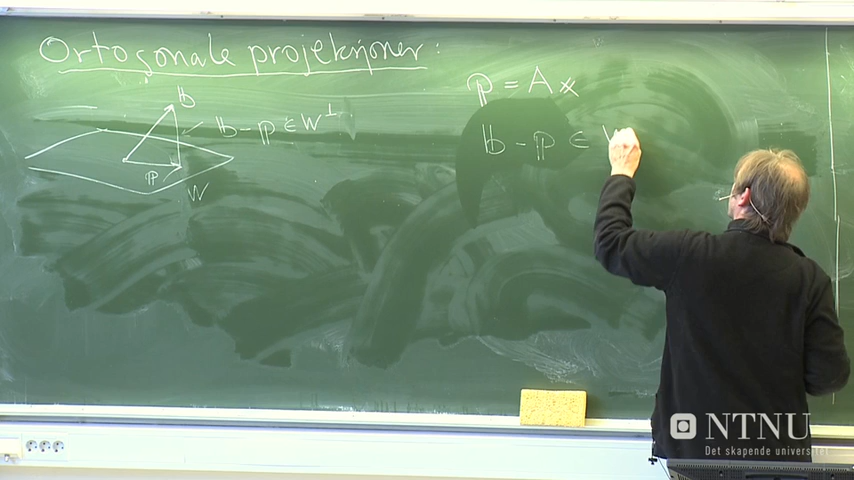 Ortogonale projeksjoner:
b
b - p ∈ W⊥
p
W
p = Ax
b - p ∈ W
NTNU
Det skapende universitet